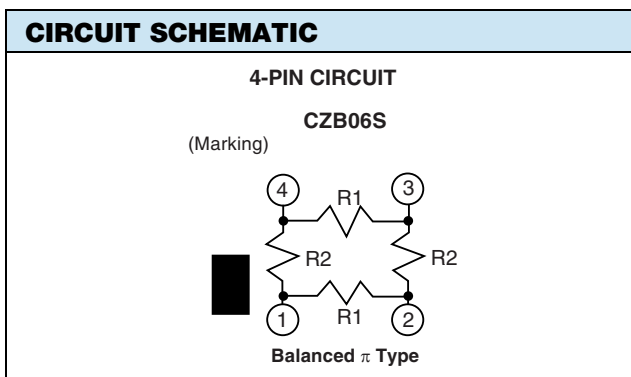 CIRCUIT SCHEMATIC
4-PIN CIRCUIT
CZB06S
(Marking)
4 R1 3
R2 R2
1 R1 2
Balanced π Type